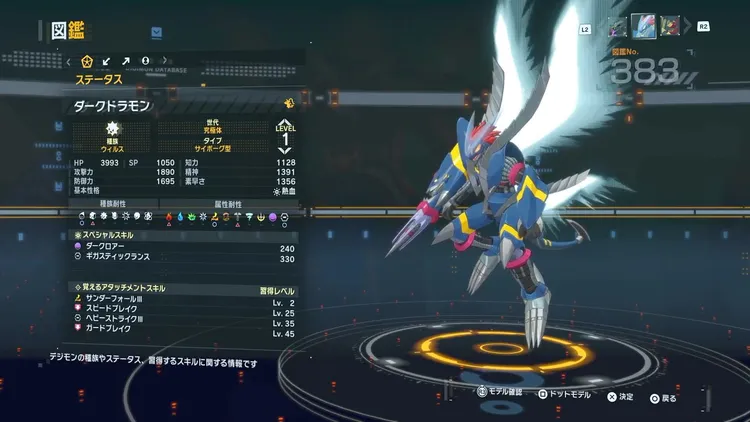 図鑑
L2
R2
図鑑No.
383
DATABASE
ステータス
ダークドラモン
種族
ウィルス
世代
究極体
タイプ
サイボーグ型
LEVEL
1
HP 3993 SP 1050 知力 1128
攻撃力 1890 精神 1391
防御力 1695 素早さ 1356
基本性格 熱血
種族耐性 属性耐性
スペシャルスキル
ダークロアー 240
ギガスティックランス 330
覚えるアタッチメントスキル 習得レベル
サンダーフォールⅢ Lv. 2
スピードブレイク Lv. 25
ヘビーストライクⅢ Lv. 35
ガードブレイク Lv. 45
デジモンの種族やステータス、習得するスキルに関する情報です
R3 モデル確認 ドットモデル 決定 戻る